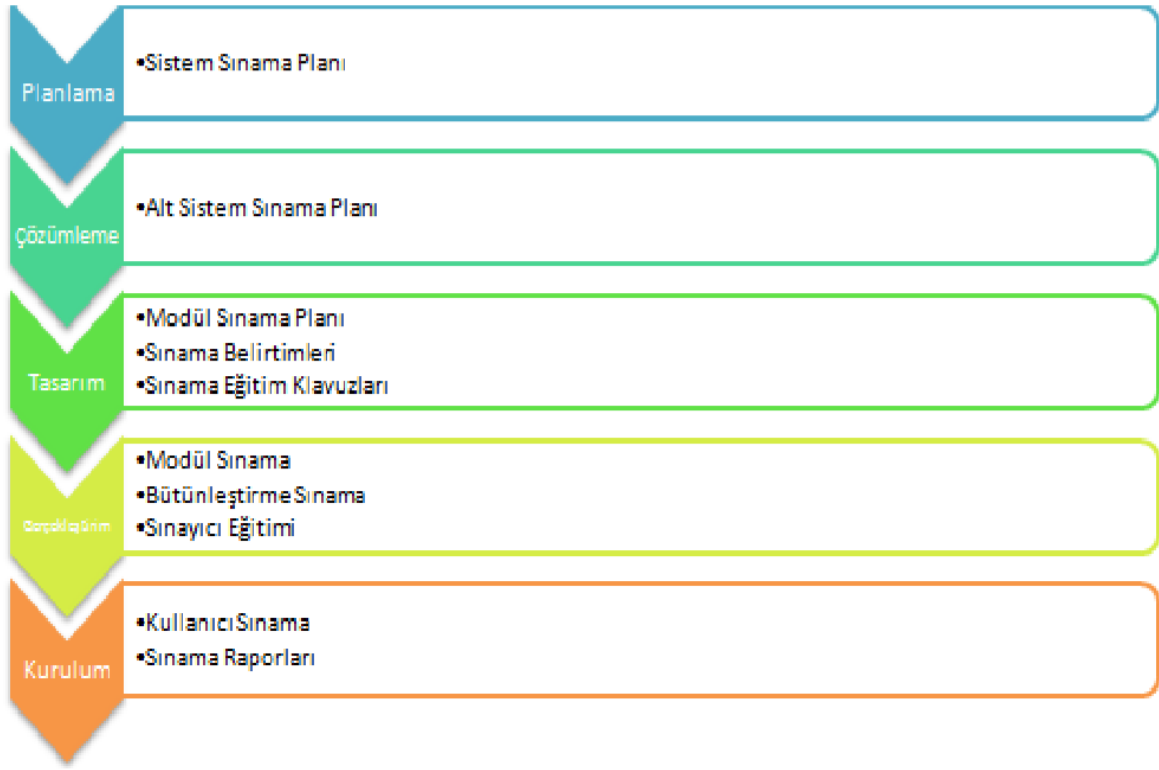 Planlama
•Sistem Sınama Planı
Çözümleme
•Alt Sistem Sınama Planı
Tasarım
•Modül Sınama Planı
•Sınama Belirtimleri
•Sınama Eğitim Klavuzları
•Modül Sınama
•Bütünleştirme Sınama
•Sınayıcı Eğitimi
Kurulum
•Kullanıcı Sınama
•Sınama Raporları